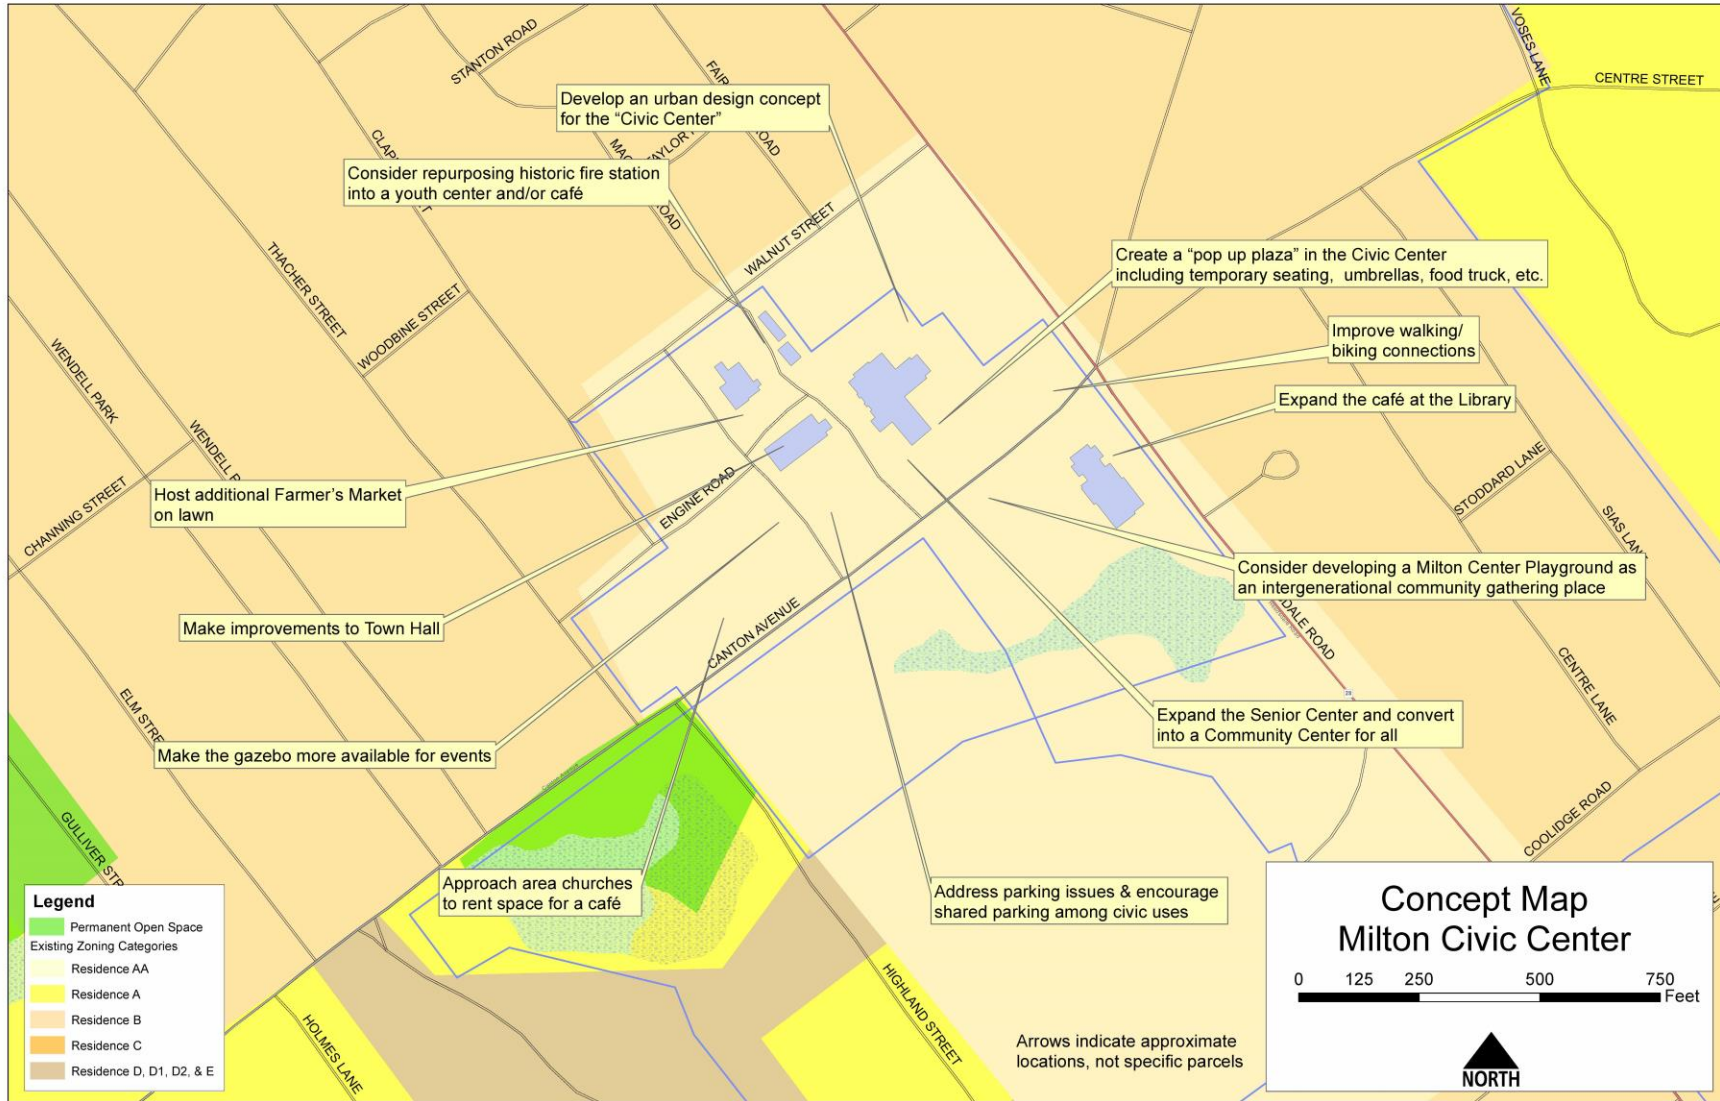 STANTON ROAD
VOSES LANE
CENTRE STREET
Develop an urban design concept
for the “Civic Center”
Consider repurposing historic fire station
into a youth center and/or café
ROAD
WALNUT STREET
THACHER STREET
WOODBINE STREET
WENDELL PARK
WENDELL
CHANNING STREET
Create a “pop up plaza” in the Civic Center
including temporary seating, umbrellas, food truck, etc.
Improve walking/
biking connections
Expand the café at the Library
Host additional Farmer’s Market
on lawn
ENGINE ROAD
STODDARD LANE
SIAS LANE
Consider developing a Milton Center Playground as
an intergenerational community gathering place
Make improvements to Town Hall
CANTON AVENUE
DALE ROAD
28
CENTRE LANE
ELM STREET
Make the gazebo more available for events
Expand the Senior Center and convert
into a Community Center for all
COOLIDGE ROAD
GULLIVER STR
Approach area churches
to rent space for a café
Address parking issues & encourage
shared parking among civic uses
HIGHLAND STREET
HOLMES LANE
Legend
Permanent Open Space
Existing Zoning Categories
Residence AA
Residence A
Residence B
Residence C
Residence D, D1, D2, & E
Arrows indicate approximate
locations, not specific parcels
Concept Map
Milton Civic Center
0 125 250 500 750
Feet
NORTH